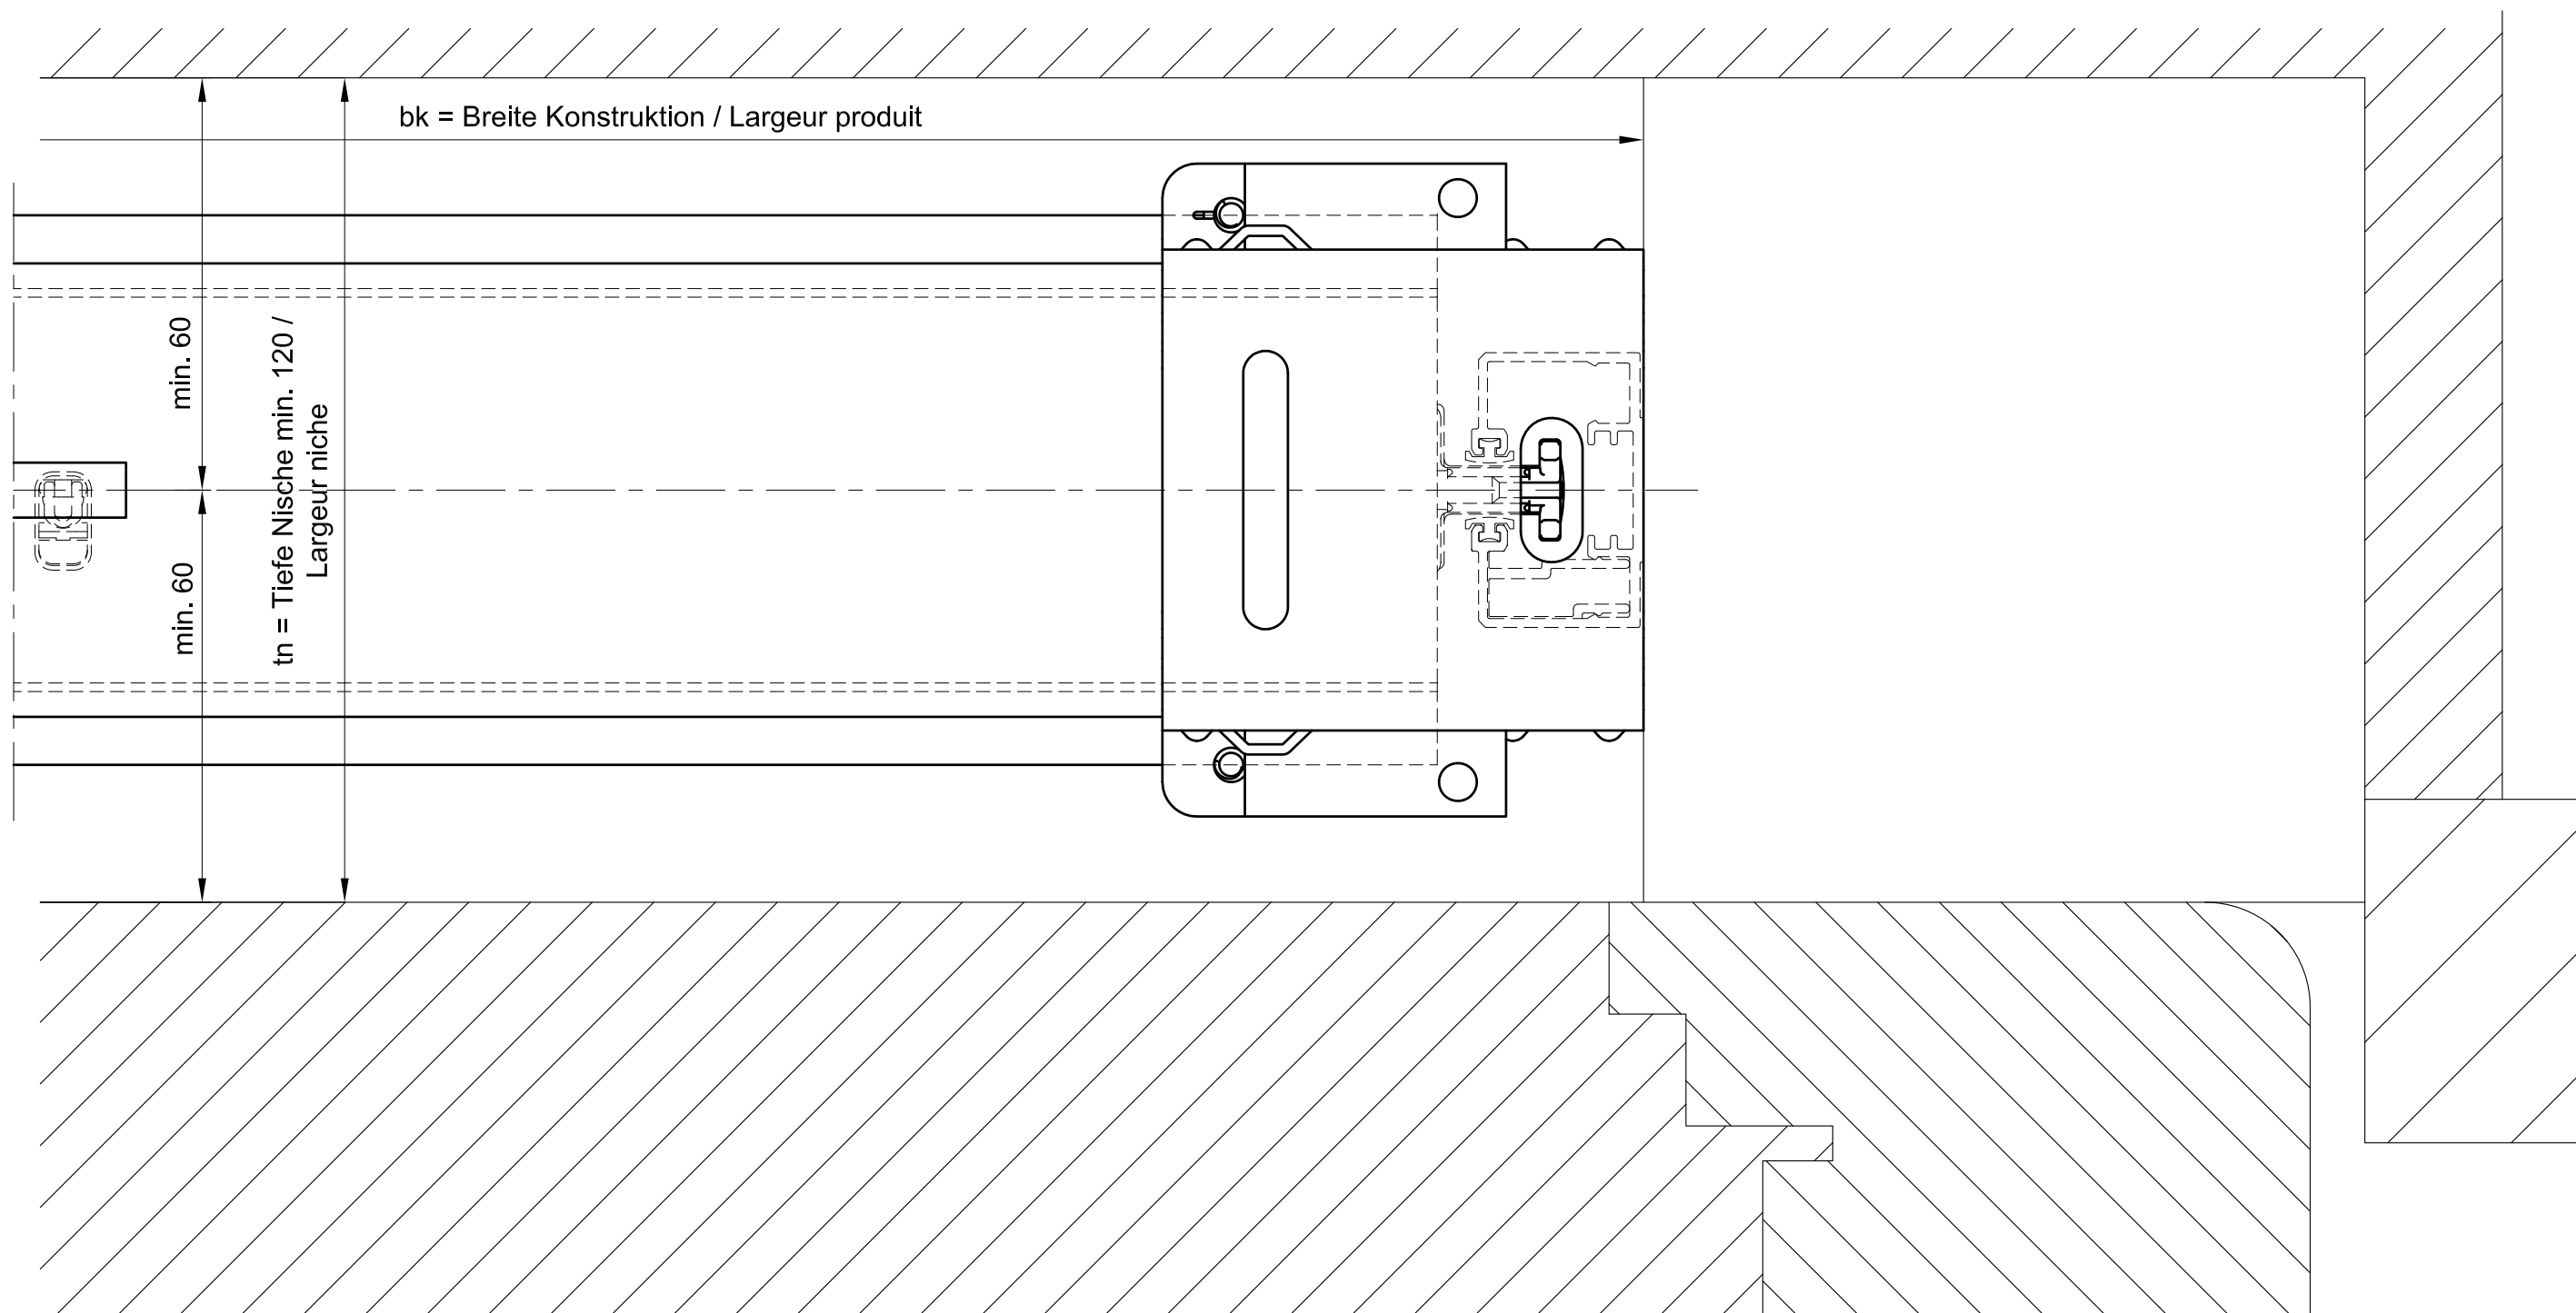 bk = Breite Konstruktion / Largeur produit
min. 60
min. 60
tn = Tiefe Nische min. 120 /
Largeur niche